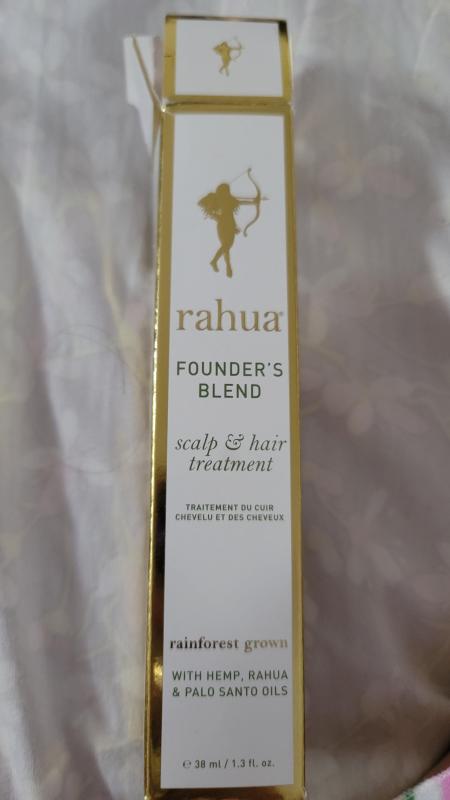 rahua®
FOUNDER'S
BLEND
scalp & hair
treatment
TRAITEMENT DU CUIR
CHEVELU ET DES CHEVEUX
rainforest grown
WITH HEMP, RAHUA
& PALO SANTO OILS
℮ 38 ml / 1.3 fl. oz.